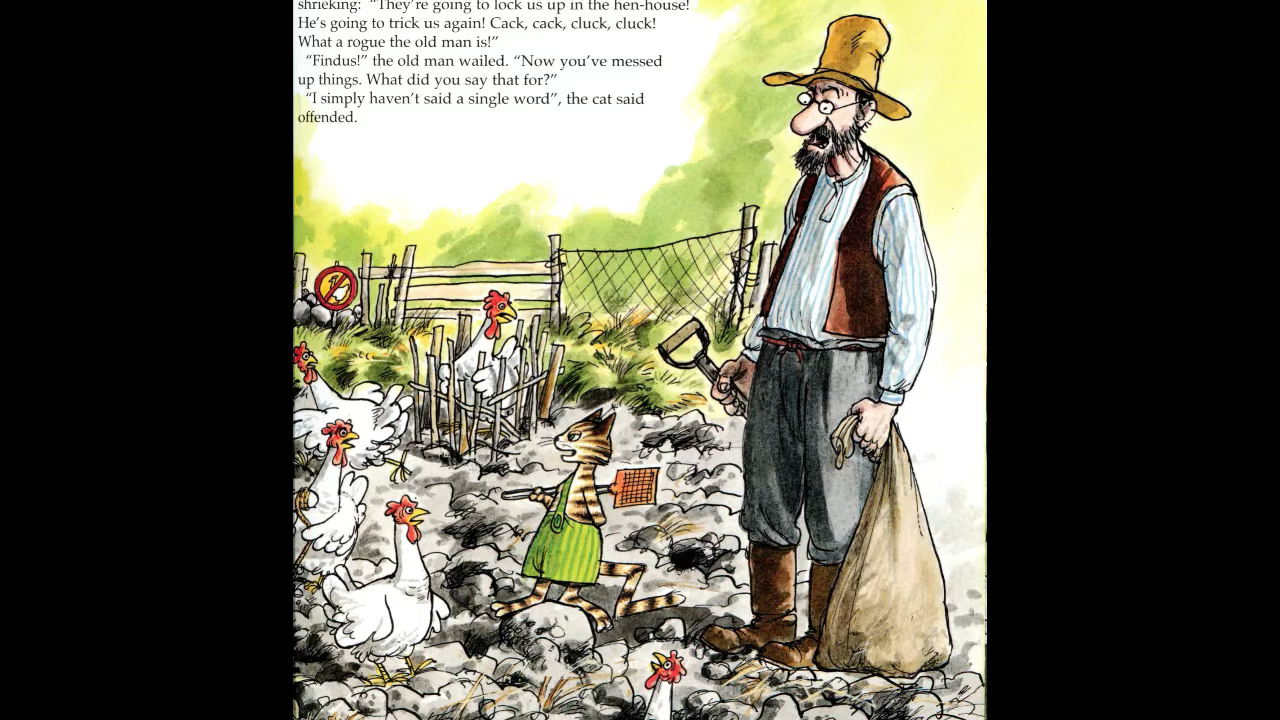 shrieking: “They’re going to lock us up in the hen-house!
He’s going to trick us again! Cack, cack, cluck, cluck!
What a rogue the old man is!”
“Findus!” the old man wailed. “Now you’ve messed
up things. What did you say that for?”
“I simply haven’t said a single word”, the cat said
offended.